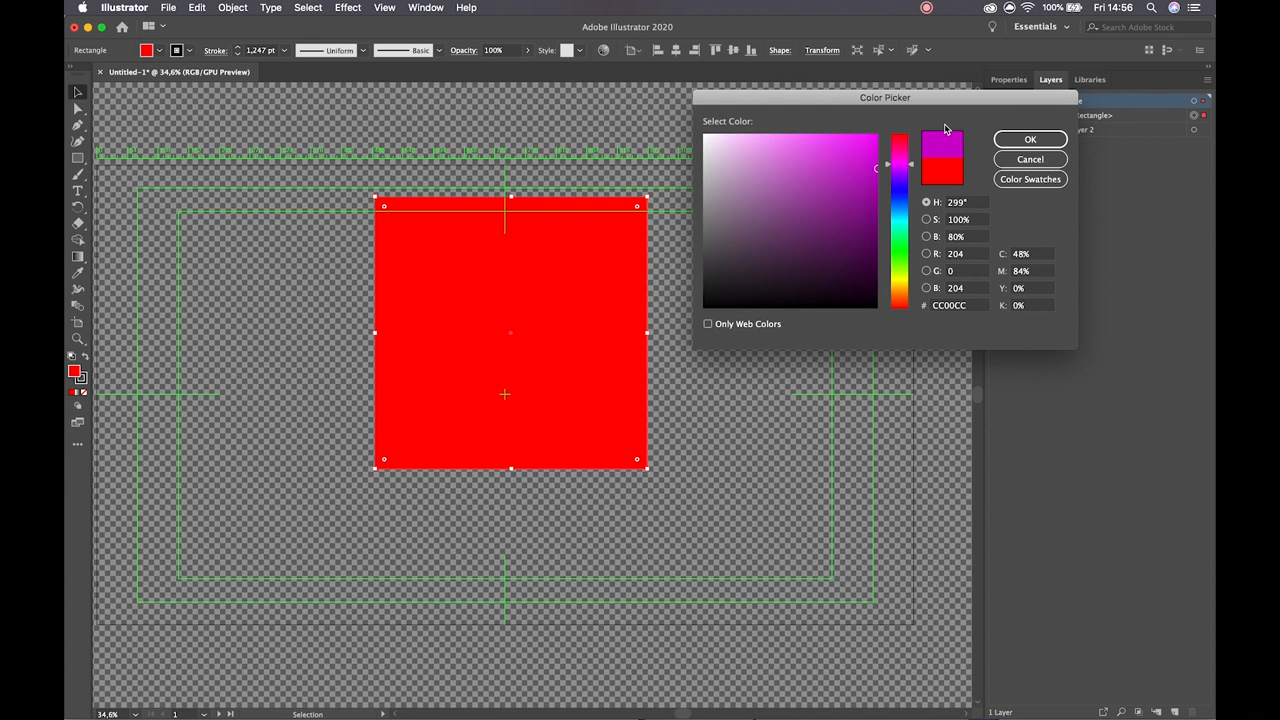 Illustrator File Edit Object Type Select Effect View Window Help 100% Fri 14:56
Adobe Illustrator 2020 Essentials Search Adobe Stock
Rectangle Stroke: 1,247 pt Uniform Basic Opacity: 100% Style: Shape: Transform
Untitled-1* @ 34,6% (RGB/GPU Preview) Properties Layers Libraries
Color Picker
Select Color:
OK
Cancel
Color Swatches
H: 299°
S: 100%
B: 80%
R: 204 C: 48%
G: 0 M: 84%
B: 204 Y: 0%
# CC00CC K: 0%
Only Web Colors
ectangle>
er 2
34,6% 1 Selection 1 Layer